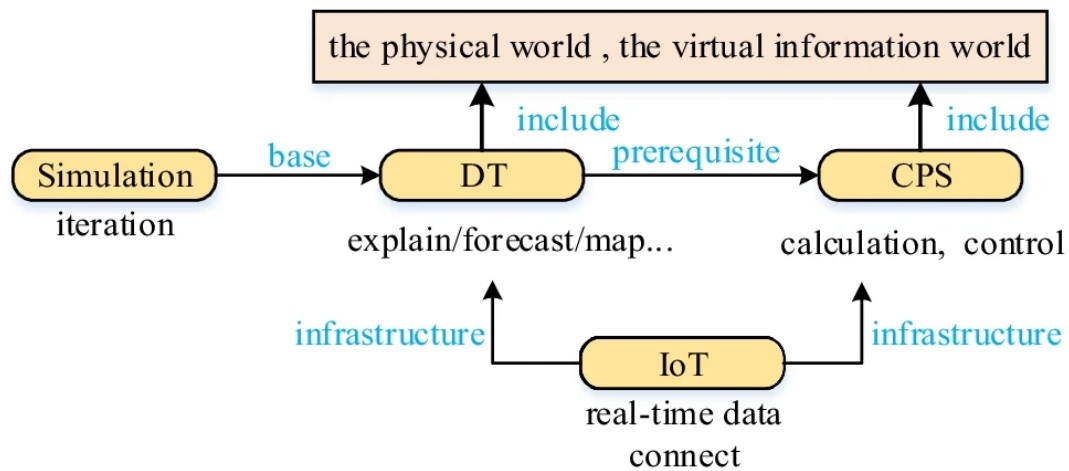 the physical world , the virtual information world
include
include
base
prerequisite
Simulation
DT
CPS
iteration
explain/forecast/map...
calculation, control
infrastructure
infrastructure
IoT
real-time data
connect